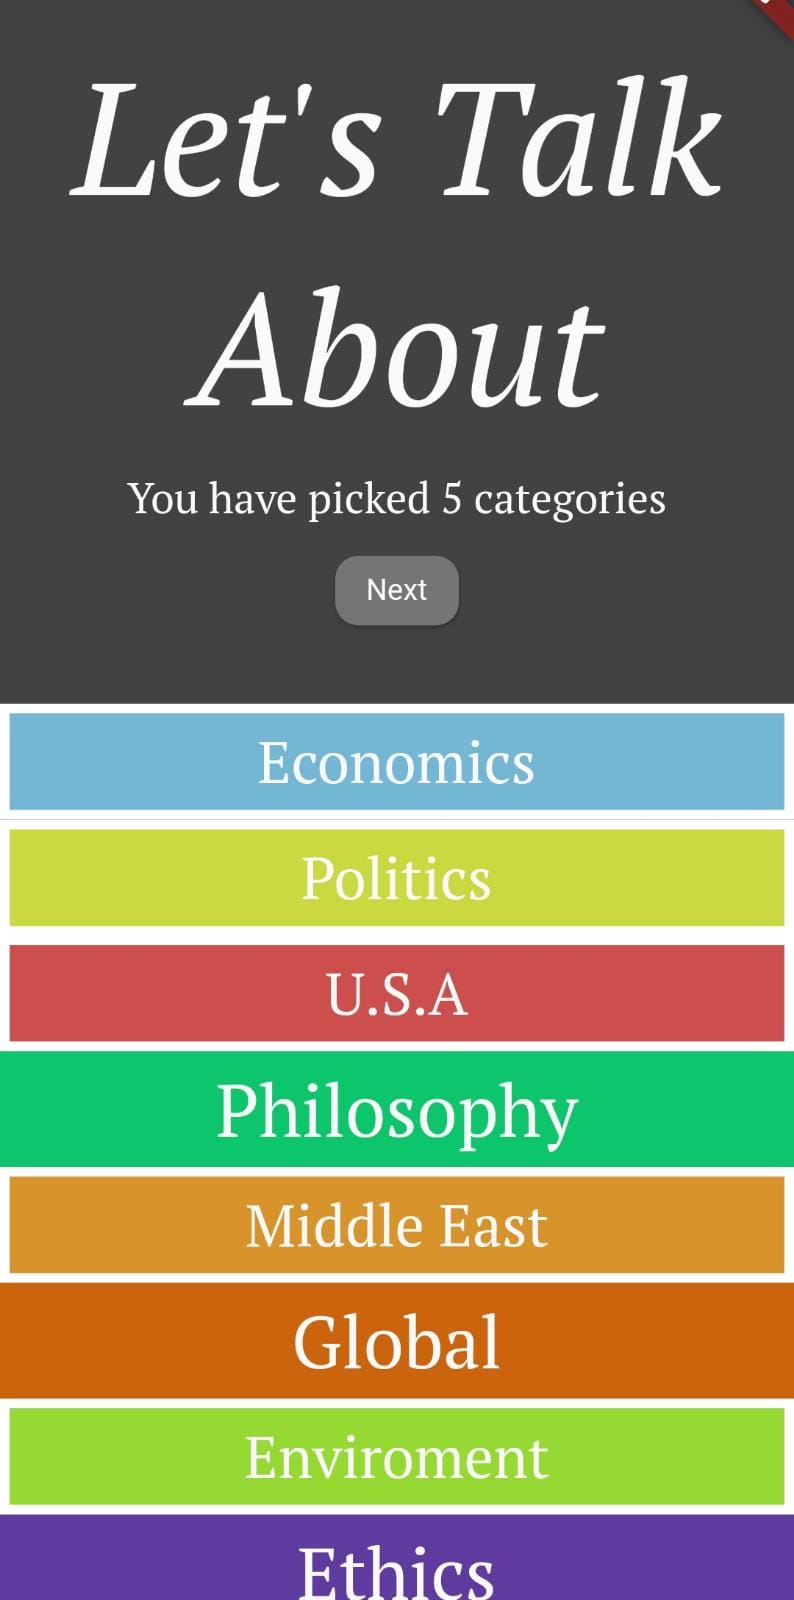 Let's Talk
About
You have picked 5 categories
Next
Economics
Politics
U.S.A
Philosophy
Middle East
Global
Enviroment
Ethics